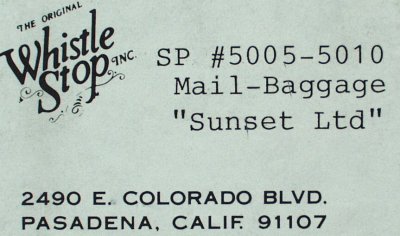 THE ORIGINAL
Whistle
Stop INC.
SP #5005-5010
Mail-Baggage
"Sunset Ltd"
2490 E. COLORADO BLVD.
PASADENA, CALIF. 91107